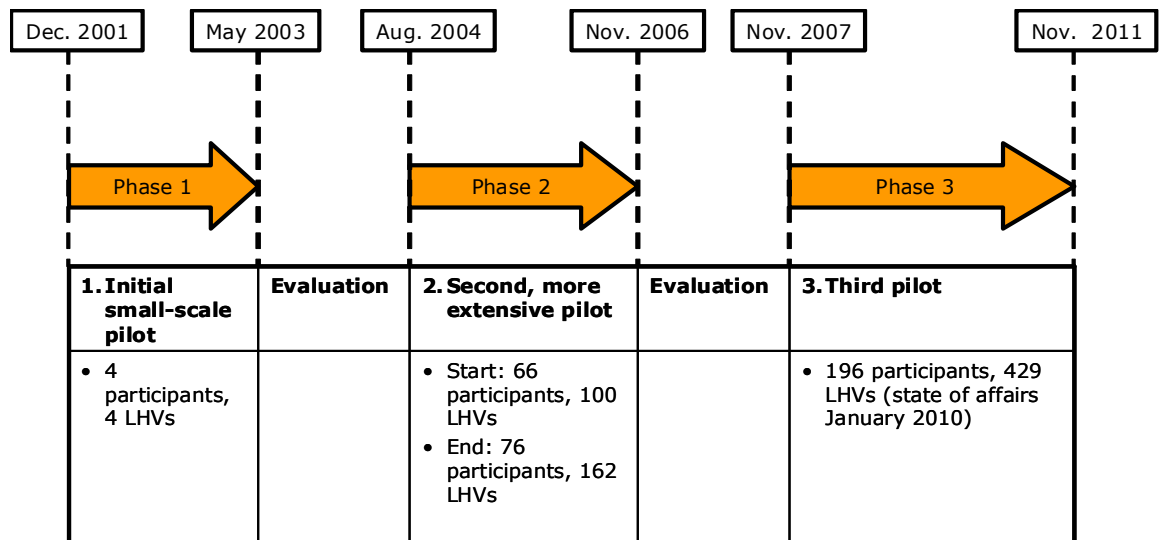 Dec. 2001
May 2003
Aug. 2004
Nov. 2006
Nov. 2007
Nov. 2011
Phase 1
Phase 2
Phase 3
1. Initial
small-scale
pilot
Evaluation
2. Second, more
extensive pilot
Evaluation
3. Third pilot
• 4
participants,
4 LHVs
• Start: 66
participants, 100
LHVs
• End: 76
participants, 162
LHVs
• 196 participants, 429
LHVs (state of affairs
January 2010)